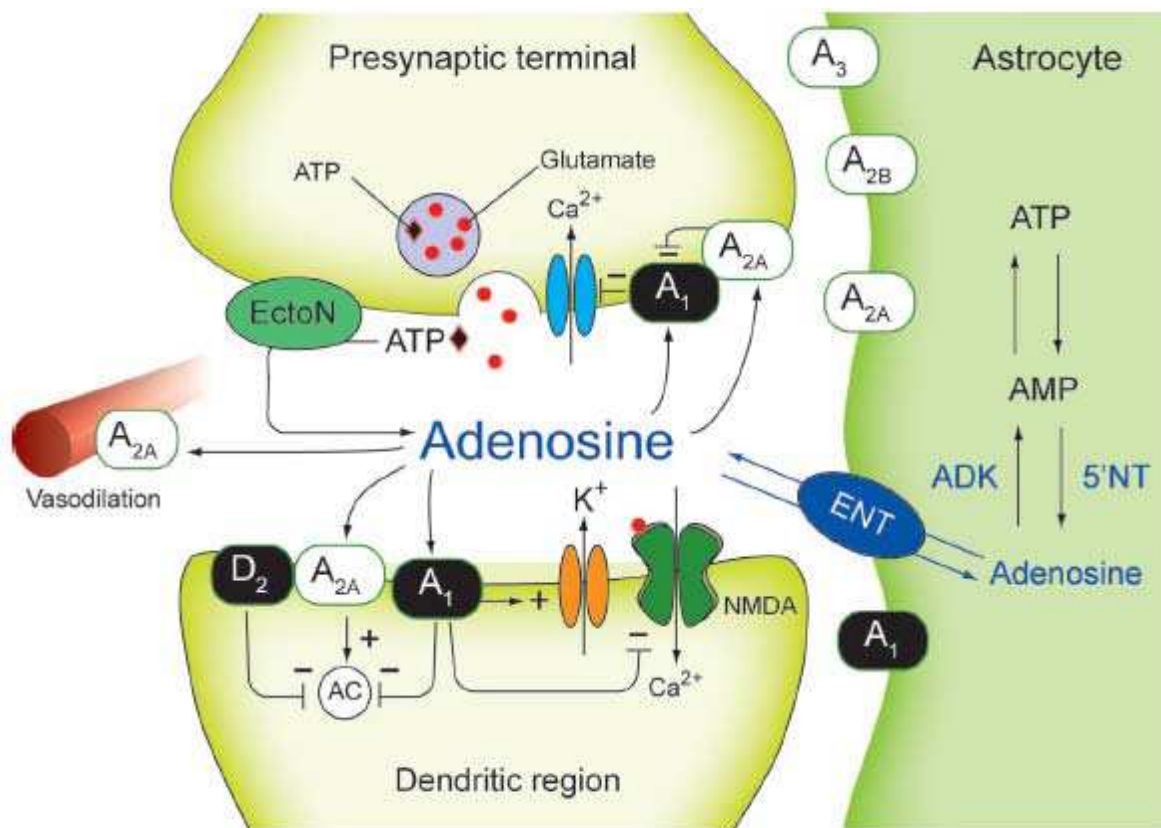 Presynaptic terminal
A3
Astrocyte
ATP
Glutamate
Ca2+
A2B
ATP
A2A
−
−
A1
A2A
EctoN
ATP
AMP
A2A
Vasodilation
Adenosine
ADK
5'NT
ENT
Adenosine
K+
D2
A2A
A1
+
NMDA
A1
+
−
−
−
AC
Ca2+
Dendritic region